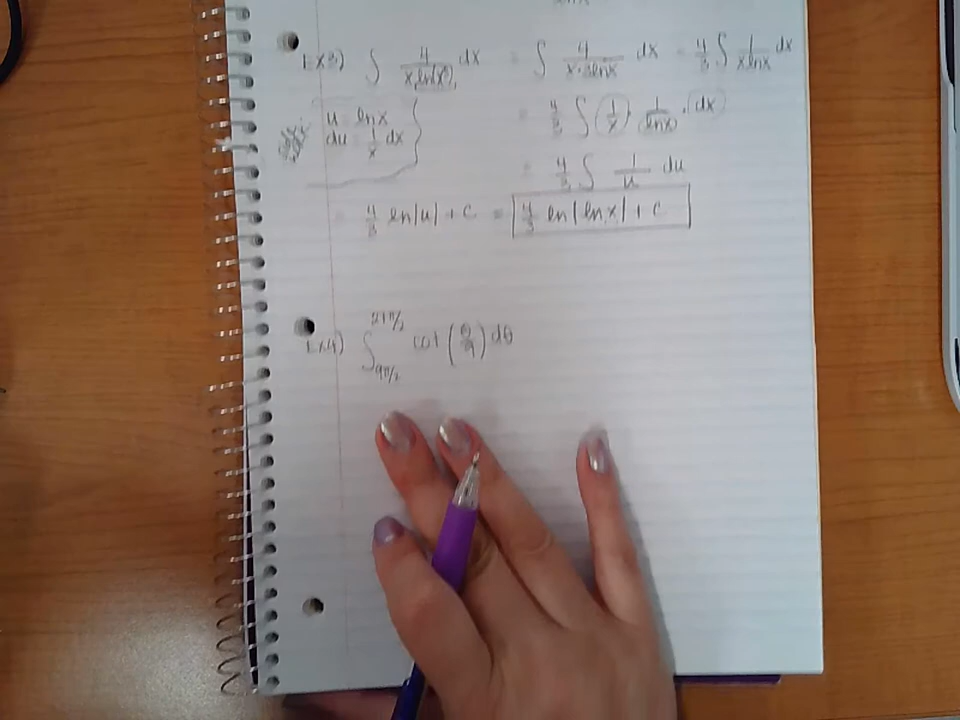 Ex3) ∫ 4/(x ln(x³)) dx = ∫ 4/(x·3lnx) dx = 4/3 ∫ 1/(xlnx) dx
u = lnx
du = 1/x dx
= 4/3 ∫ (1/x) · 1/(lnx) · (dx)
= 4/3 ∫ 1/u du
= 4/3 ln|u| + c = 4/3 ln|lnx| + c
Ex4) ∫ 9π/2 cot(θ/9) dθ